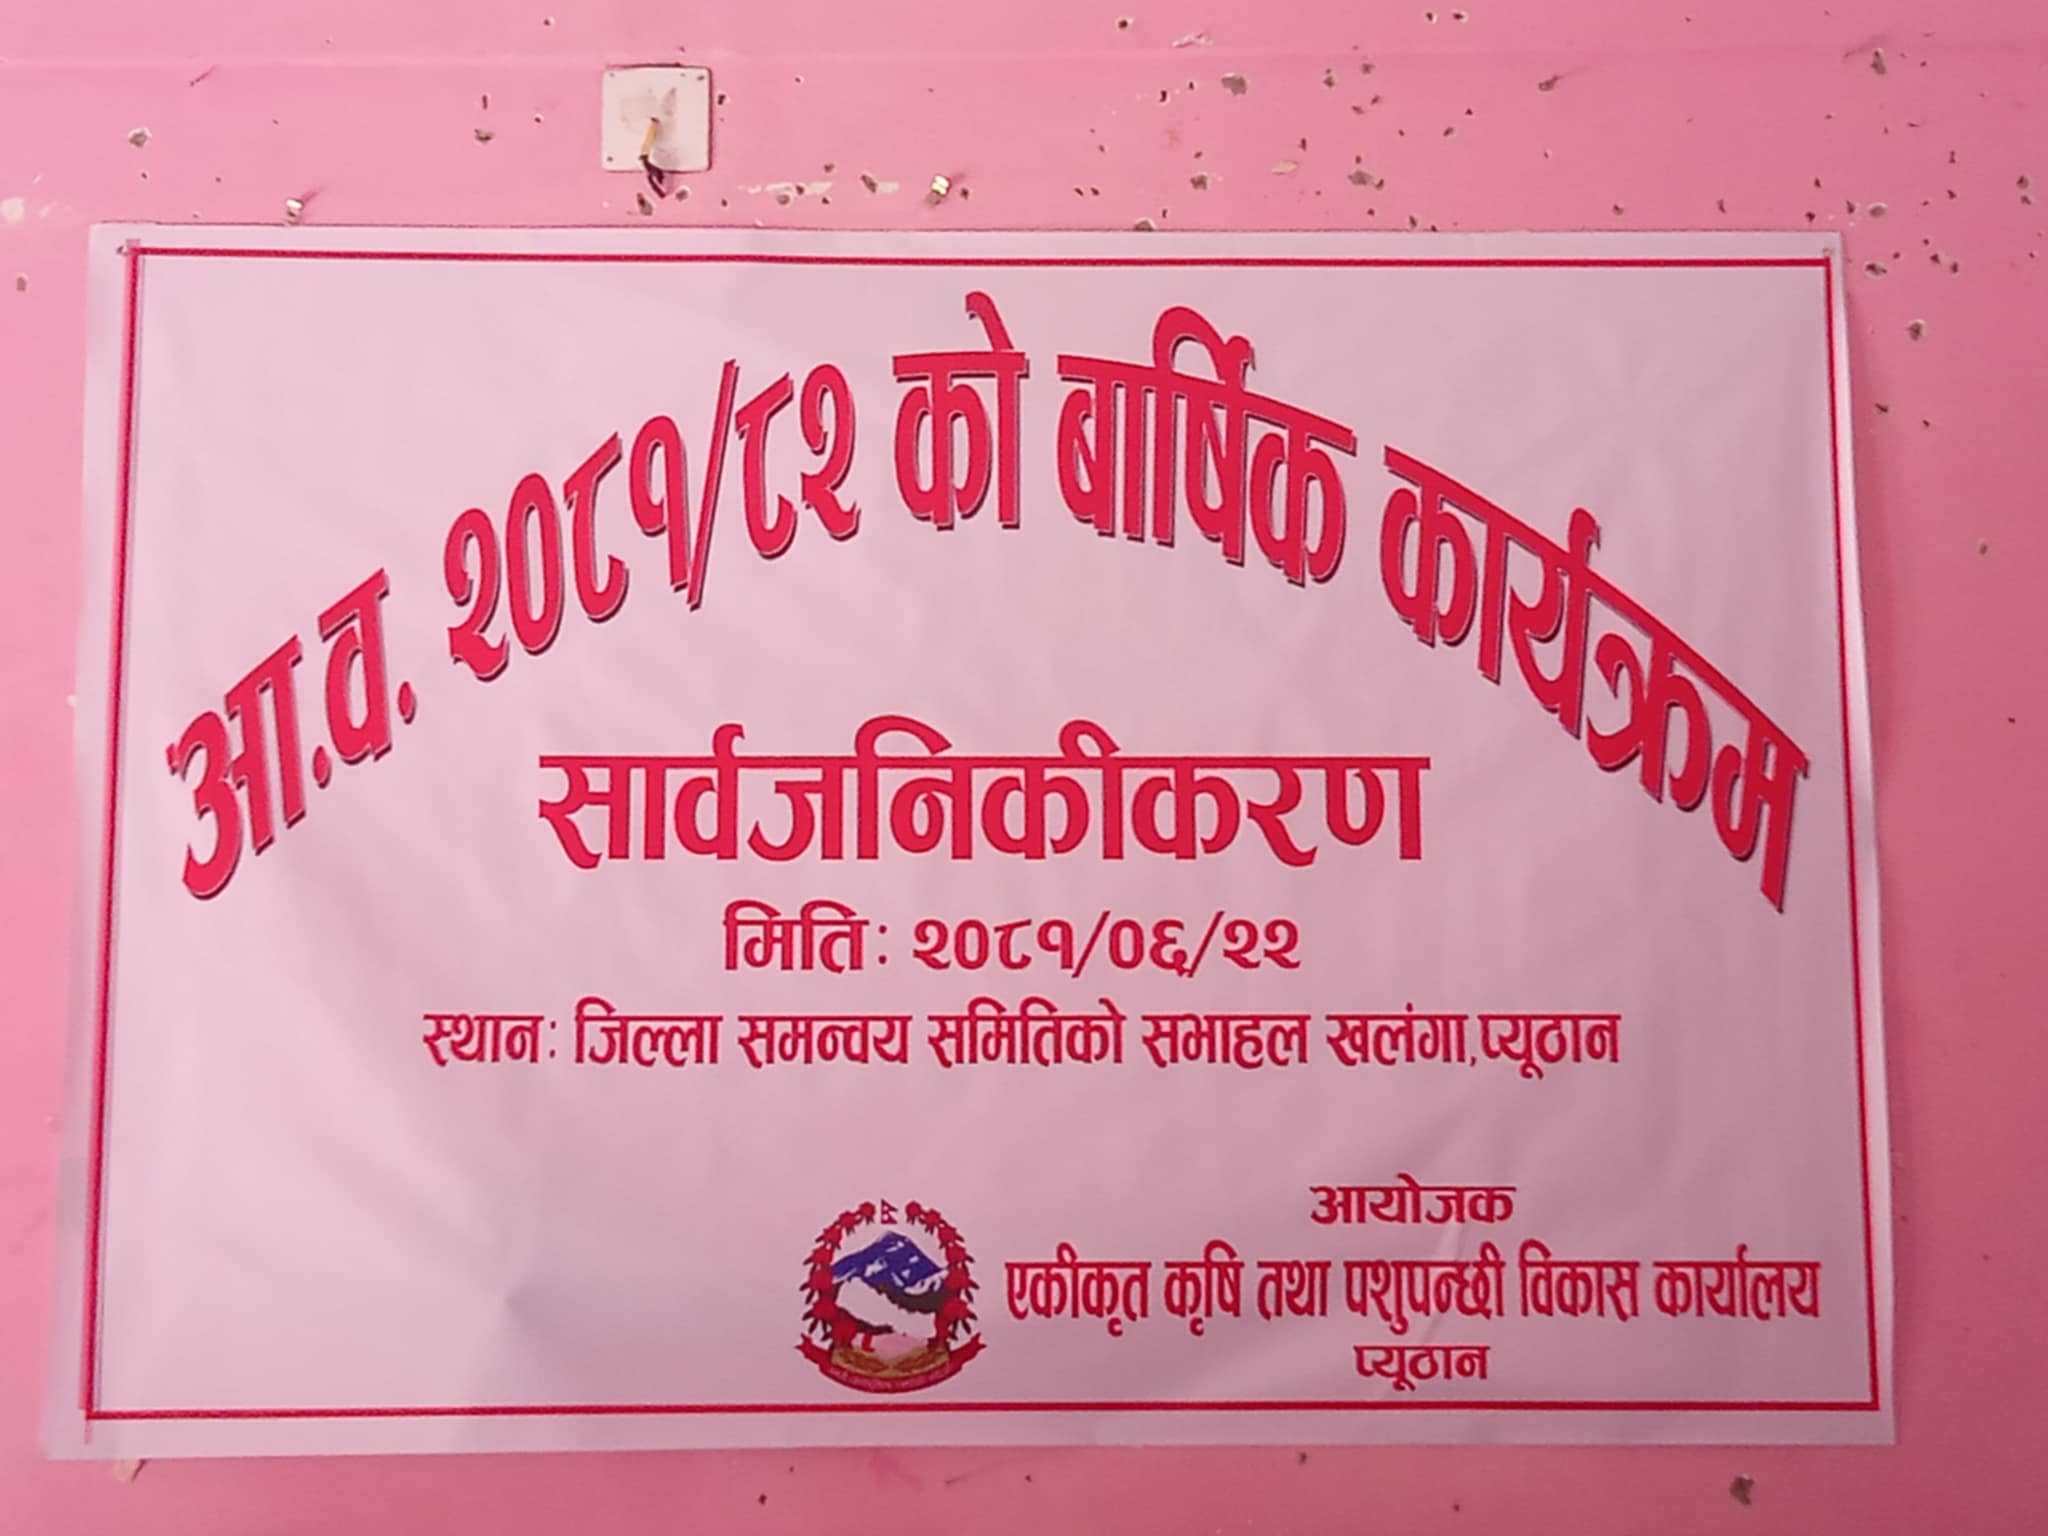 आ.व. २०८१/८२ को बार्षिक कार्यक्रम
सार्वजनिकीकरण
मितिः २०८१/०६/२२
स्थानः जिल्ला समन्वय समितिको सभाहल खलंगा,प्यूठान
आयोजक
एकीकृत कृषि तथा पशुपन्छी विकास कार्यालय
प्यूठान